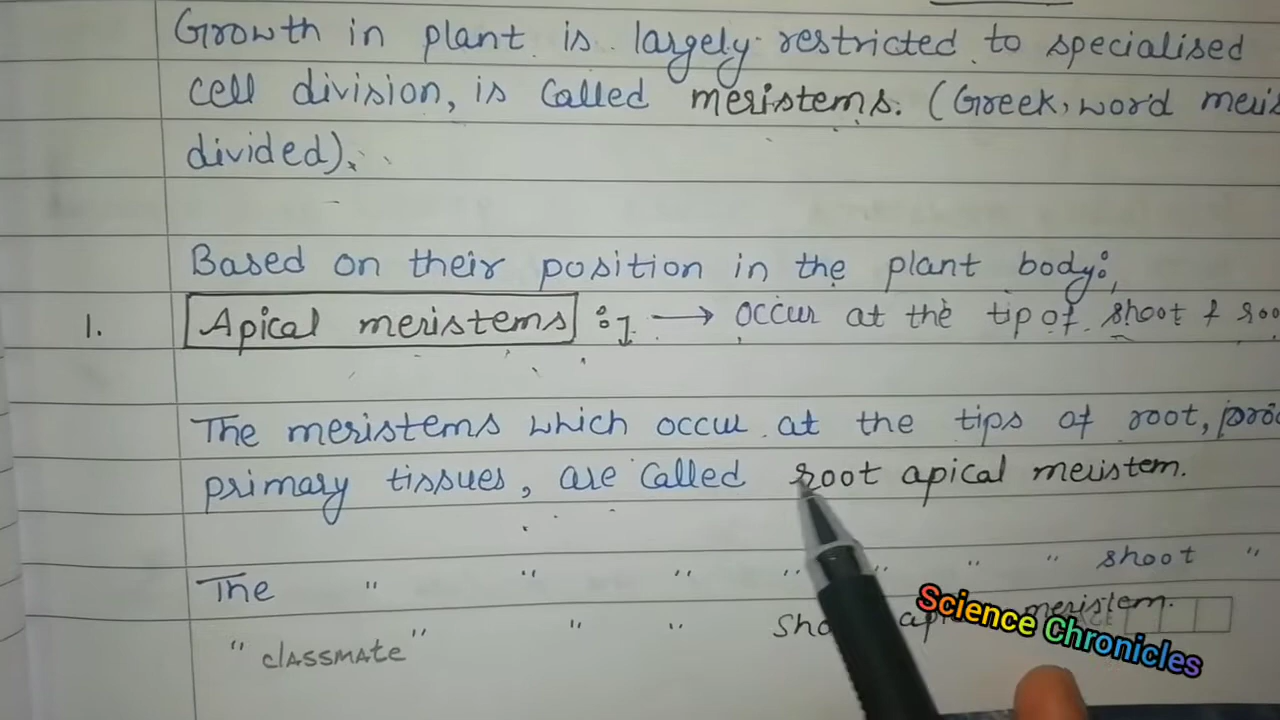 Growth in plant is largely restricted to specialised
cell division, is called meristems. (Greek, word meris
divided).
Based on their position in the plant body:
1. Apical meristems :→ occur at the tip of shoot & roo
The meristems which occur at the tips of root, prod
primary tissues, are called root apical meristem.
The " " " " " " " shoot "
" classmate " " " meristem.
Science Chronicles